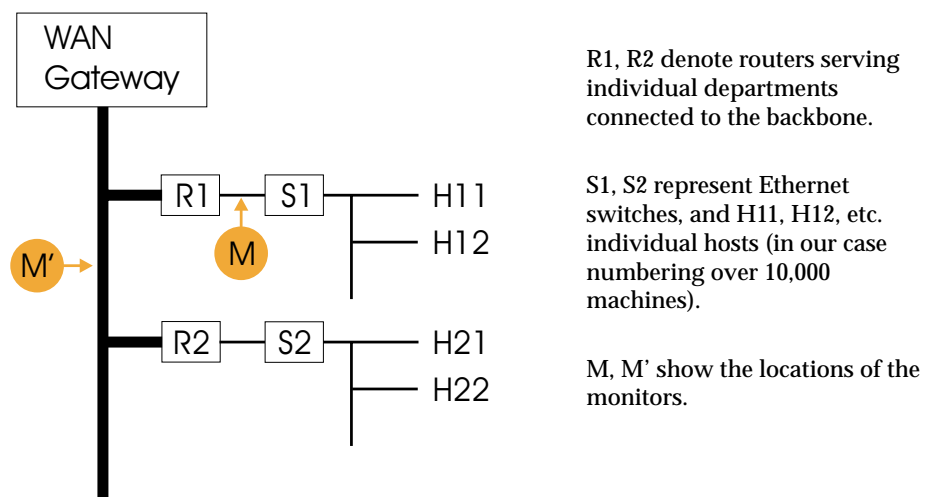 WAN
Gateway
R1
S1
H11
H12
M
M'
R2
S2
H21
H22
R1, R2 denote routers serving
individual departments
connected to the backbone.
S1, S2 represent Ethernet
switches, and H11, H12, etc.
individual hosts (in our case
numbering over 10,000
machines).
M, M’ show the locations of the
monitors.